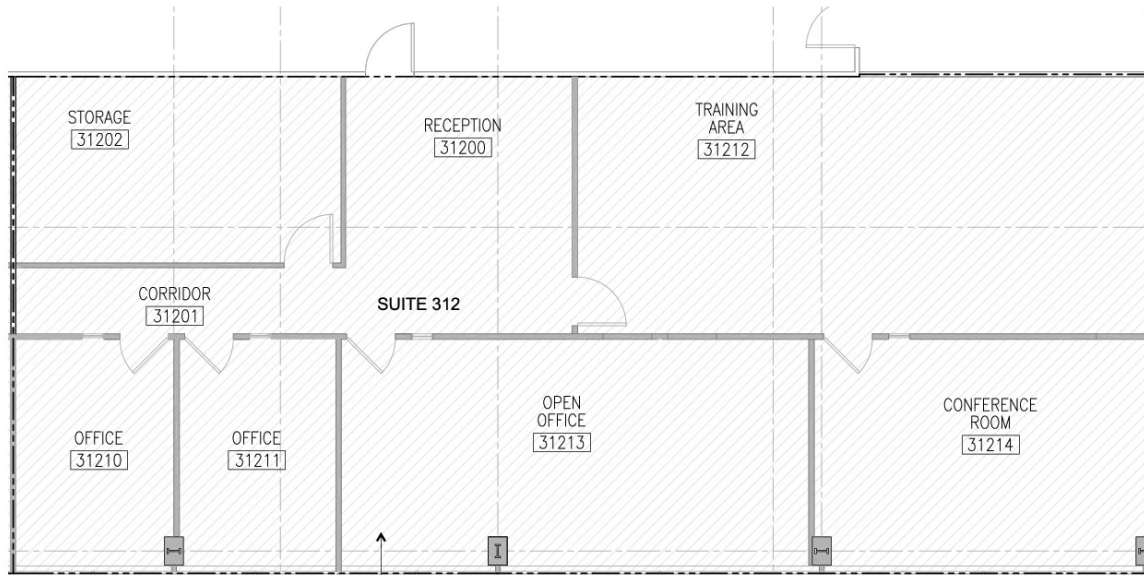 STORAGE
31202
RECEPTION
31200
TRAINING
AREA
31212
CORRIDOR
31201
SUITE 312
OFFICE
31210
OFFICE
31211
OPEN
OFFICE
31213
CONFERENCE
ROOM
31214